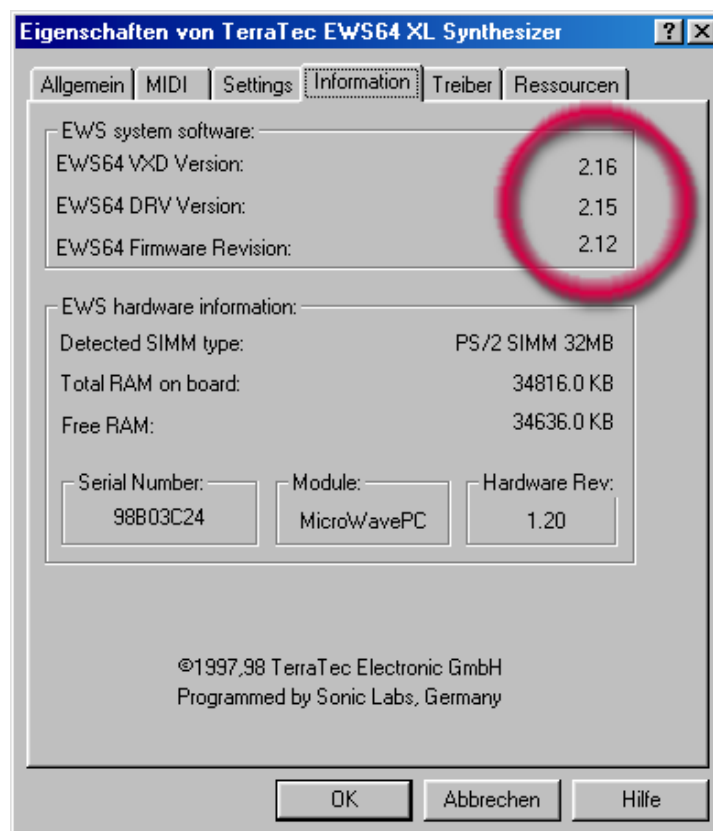 Eigenschaften von TerraTec EWS64 XL Synthesizer
Allgemein MIDI Settings Information Treiber Ressourcen
EWS system software:
EWS64 VXD Version: 2.16
EWS64 DRV Version: 2.15
EWS64 Firmware Revision: 2.12
EWS hardware information:
Detected SIMM type: PS/2 SIMM 32MB
Total RAM on board: 34816.0 KB
Free RAM: 34636.0 KB
Serial Number: Module: Hardware Rev:
98B03C24 MicroWavePC 1.20
©1997,98 TerraTec Electronic GmbH
Programmed by Sonic Labs, Germany
OK Abbrechen Hilfe